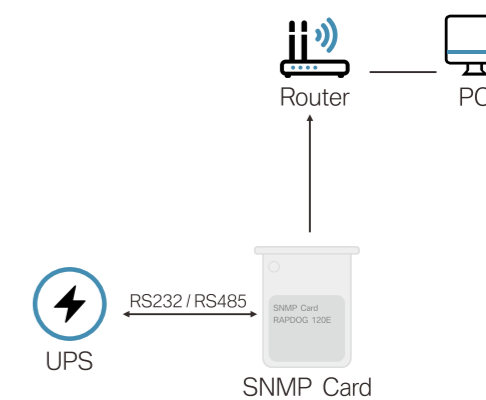 Router
PC
RS232 / RS485
SNMP Card
RAPDOG 120E
UPS
SNMP Card